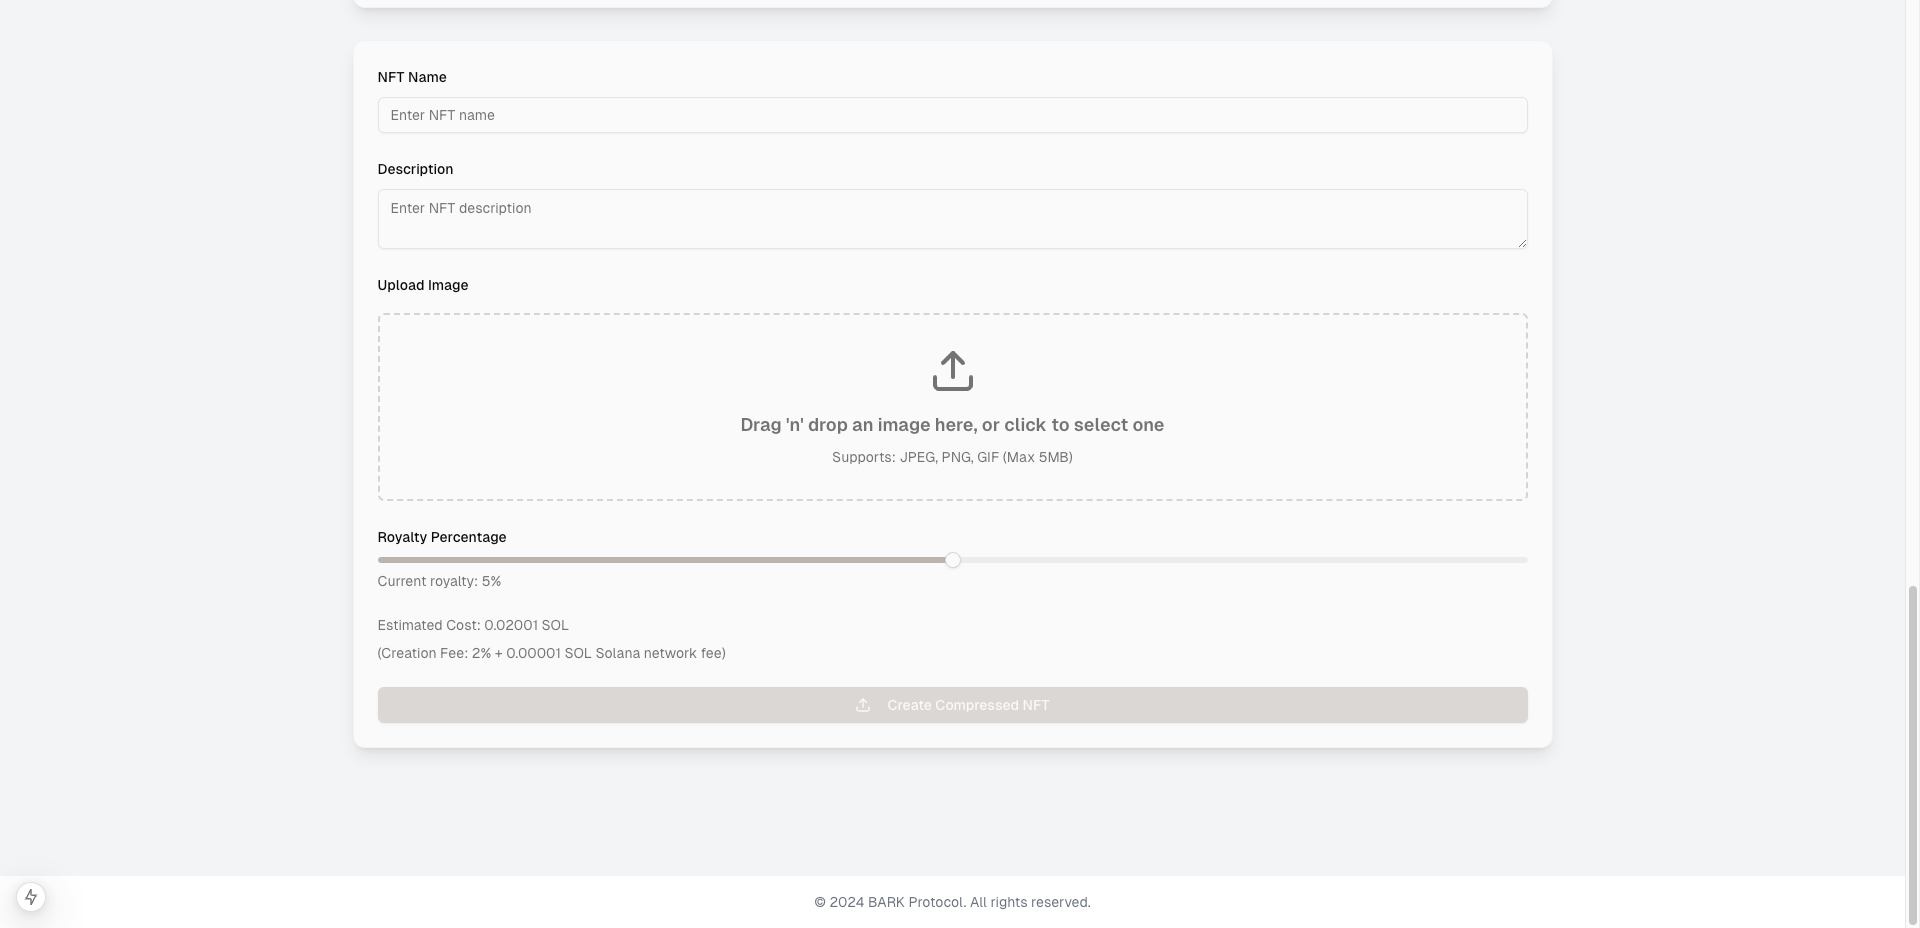 NFT Name
Enter NFT name
Description
Enter NFT description
Upload Image
Drag 'n' drop an image here, or click to select one
Supports: JPEG, PNG, GIF (Max 5MB)
Royalty Percentage
Current royalty: 5%
Estimated Cost: 0.02001 SOL
(Creation Fee: 2% + 0.00001 SOL Solana network fee)
Create Compressed NFT
© 2024 BARK Protocol. All rights reserved.